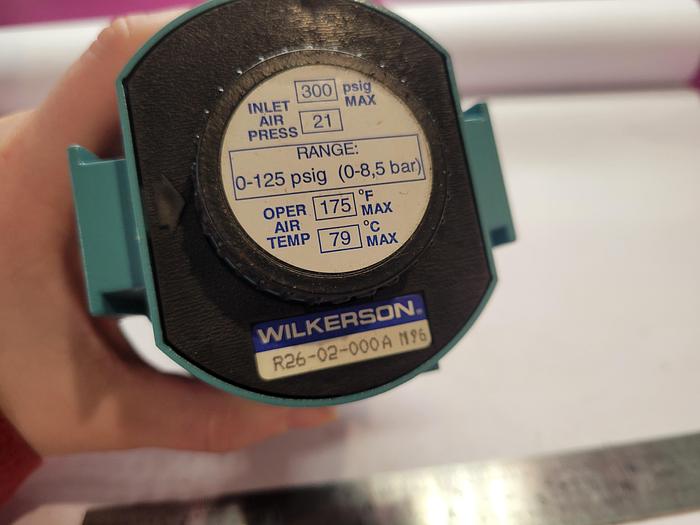 INLET 300 psig
AIR MAX
PRESS 21
RANGE:
0-125 psig (0-8,5 bar)
OPER 175 °F MAX
AIR
TEMP 79 °C MAX
WILKERSON®
R26-02-000A M96